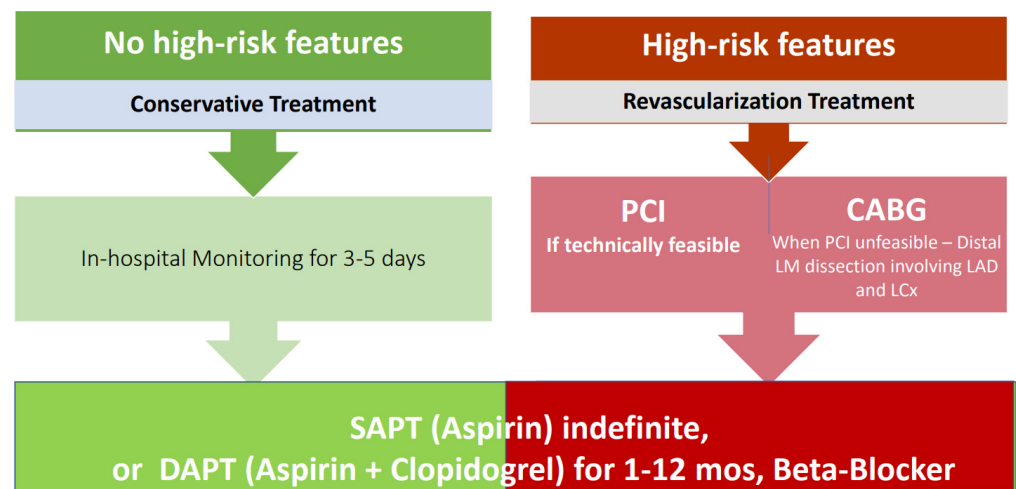 No high-risk features
Conservative Treatment
In-hospital Monitoring for 3-5 days
High-risk features
Revascularization Treatment
PCI
If technically feasible
CABG
When PCI unfeasible – Distal
LM dissection involving LAD
and LCx
SAPT (Aspirin) indefinite,
or DAPT (Aspirin + Clopidogrel) for 1-12 mos, Beta-Blocker